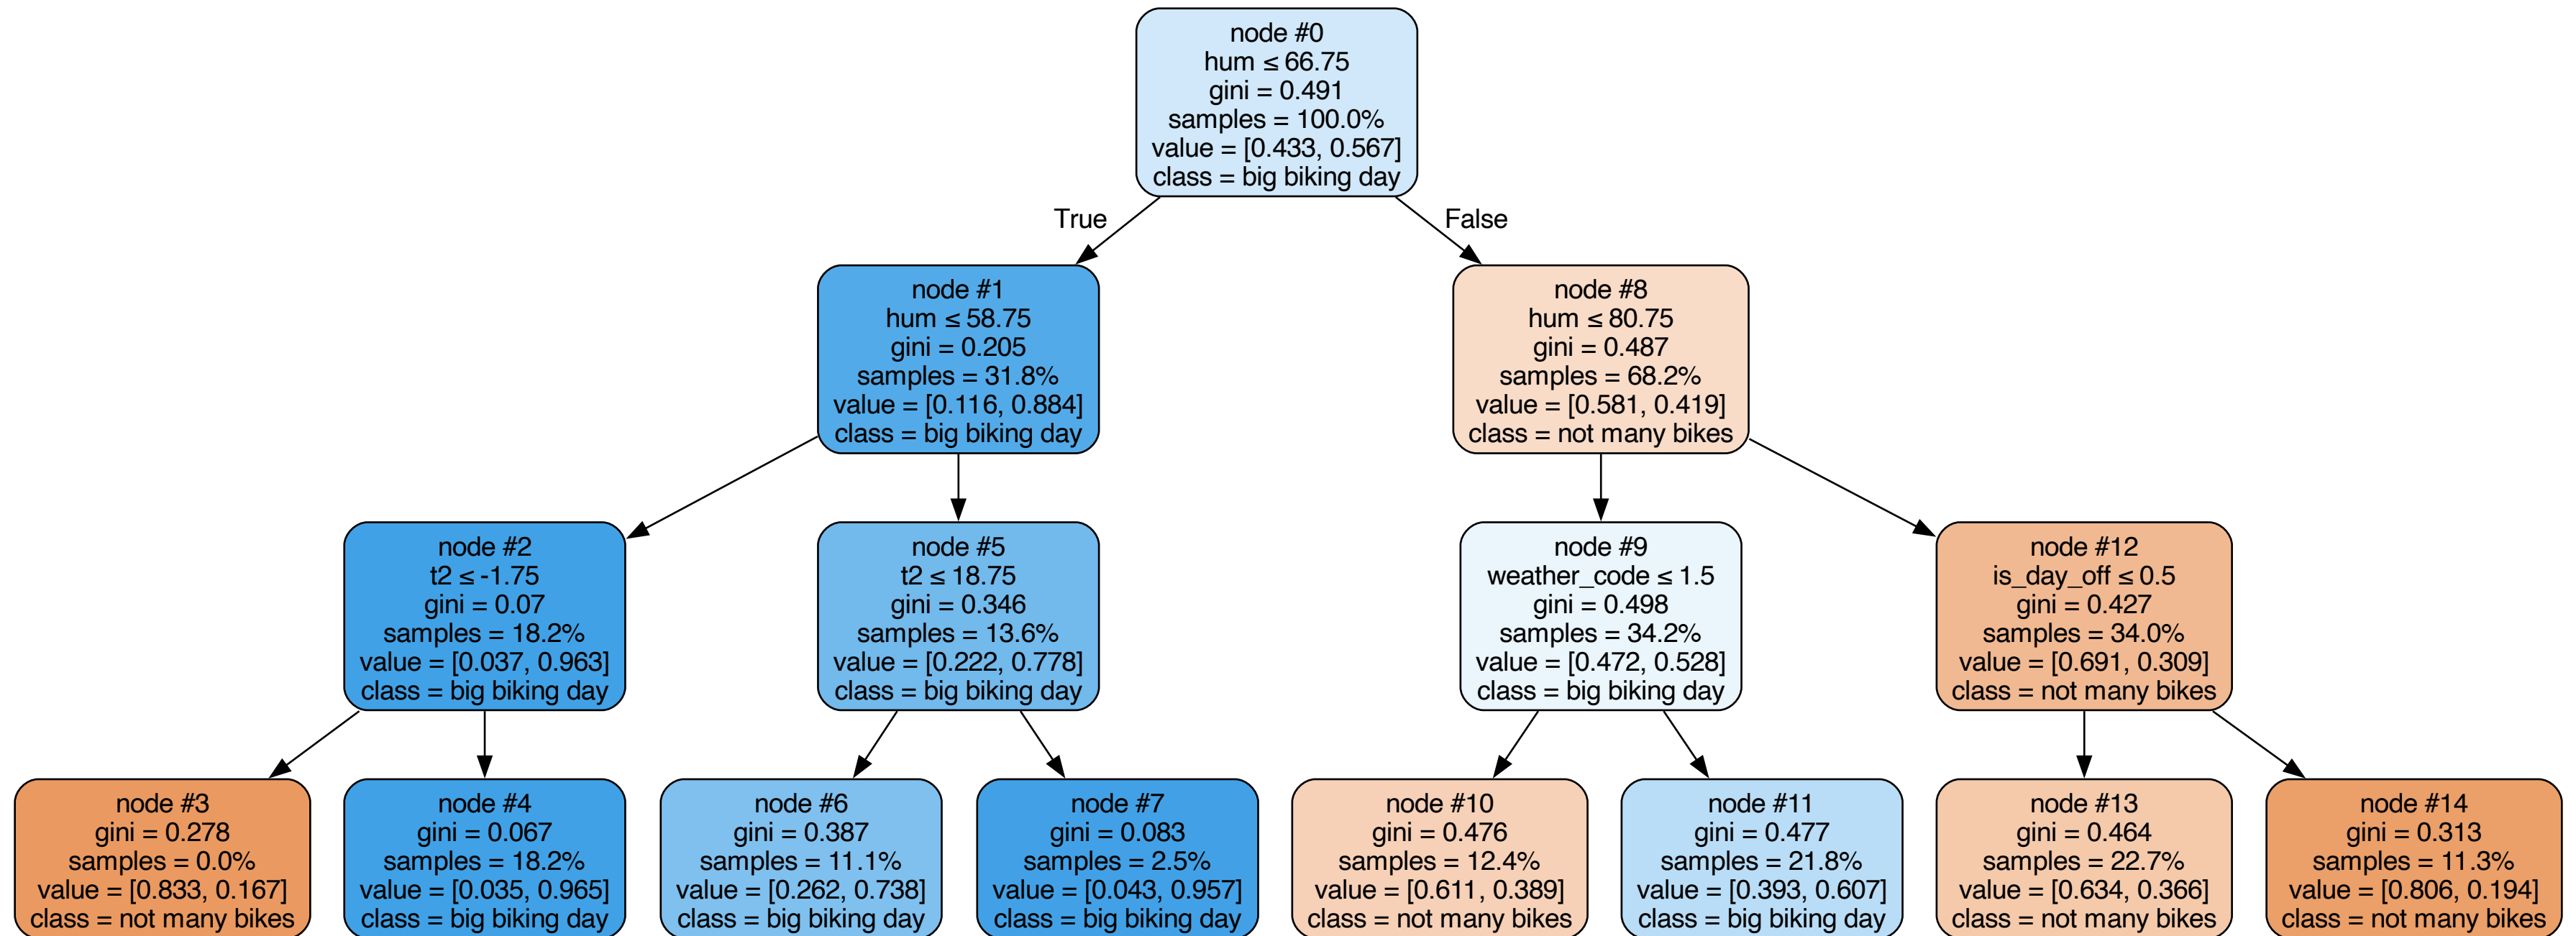 node #0
hum ≤ 66.75
gini = 0.491
samples = 100.0%
value = [0.433, 0.567]
class = big biking day
True
False
node #1
hum ≤ 58.75
gini = 0.205
samples = 31.8%
value = [0.116, 0.884]
class = big biking day
node #8
hum ≤ 80.75
gini = 0.487
samples = 68.2%
value = [0.581, 0.419]
class = not many bikes
node #2
t2 ≤ -1.75
gini = 0.07
samples = 18.2%
value = [0.037, 0.963]
class = big biking day
node #5
t2 ≤ 18.75
gini = 0.346
samples = 13.6%
value = [0.222, 0.778]
class = big biking day
node #9
weather_code ≤ 1.5
gini = 0.498
samples = 34.2%
value = [0.472, 0.528]
class = big biking day
node #12
is_day_off ≤ 0.5
gini = 0.427
samples = 34.0%
value = [0.691, 0.309]
class = not many bikes
node #3
gini = 0.278
samples = 0.0%
value = [0.833, 0.167]
class = not many bikes
node #4
gini = 0.067
samples = 18.2%
value = [0.035, 0.965]
class = big biking day
node #6
gini = 0.387
samples = 11.1%
value = [0.262, 0.738]
class = big biking day
node #7
gini = 0.083
samples = 2.5%
value = [0.043, 0.957]
class = big biking day
node #10
gini = 0.476
samples = 12.4%
value = [0.611, 0.389]
class = not many bikes
node #11
gini = 0.477
samples = 21.8%
value = [0.393, 0.607]
class = big biking day
node #13
gini = 0.464
samples = 22.7%
value = [0.634, 0.366]
class = not many bikes
node #14
gini = 0.313
samples = 11.3%
value = [0.806, 0.194]
class = not many bikes